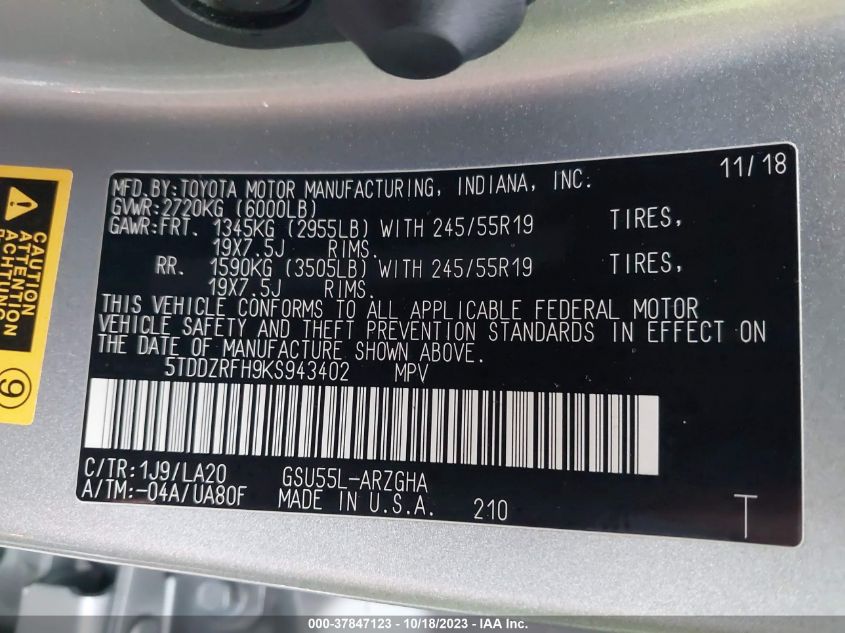 11/18
MFD.BY:TOYOTA MOTOR MANUFACTURING, INDIANA, INC.
GVWR:2720KG (6000LB)
GAWR:FRT. 1345KG (2955LB) WITH 245/55R19 TIRES,
19X7.5J RIMS.
RR. 1590KG (3505LB) WITH 245/55R19 TIRES,
19X7.5J RIMS.
THIS VEHICLE CONFORMS TO ALL APPLICABLE FEDERAL MOTOR
VEHICLE SAFETY AND THEFT PREVENTION STANDARDS IN EFFECT ON
THE DATE OF MANUFACTURE SHOWN ABOVE.
5TDDZRFH9KS943402 MPV
C/TR:1J9/LA20 GSU55L-ARZGHA
A/TM:-04A/UA80F MADE IN U.S.A. 210
T
CAUTION
ATTENTION
ACHTUNG
9
000-37847123 - 10/18/2023 - IAA Inc.